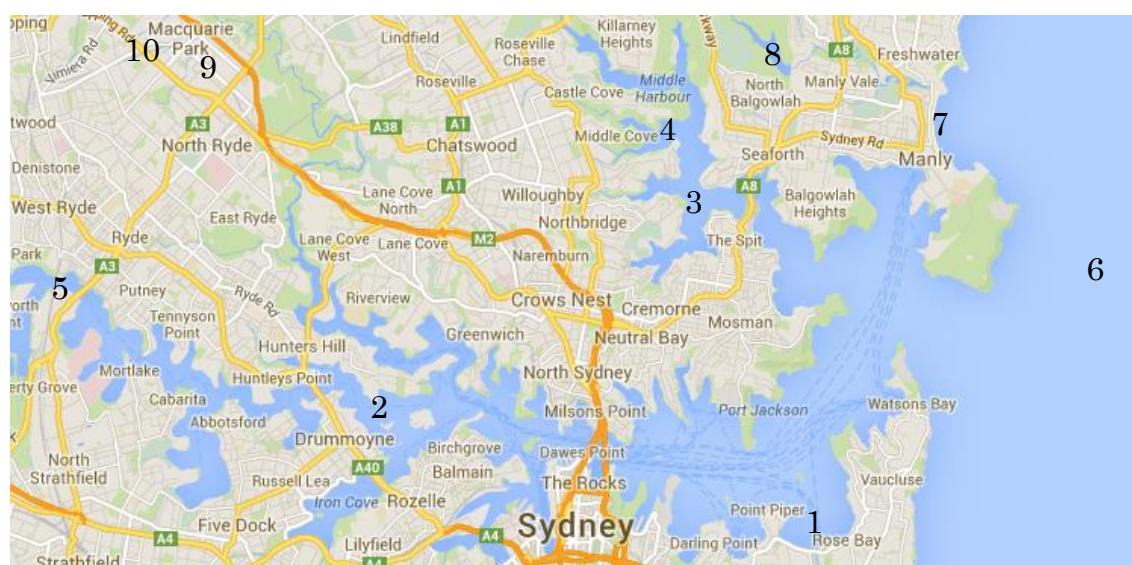 Macquarie
Park
10
9
Vimiera Rd
Lindfield
Killarney
Heights
Roseville
Chase
Roseville
Castle Cove
Middle
Harbour
8
A8
Freshwater
North
Balgowlah
Manly Vale
A3
North Ryde
A38
A1
Chatswood
Middle Cove
4
7
Sydney Rd
Seaforth
Manly
Denistone
West Ryde
East Ryde
Lane Cove
North
A1
Willoughby
Northbridge
3
A8
Balgowlah
Heights
Ryde
Lane Cove
West
Lane Cove
M2
Naremburn
The Spit
Park
A3
5
6
Putney
Ryde Rd
Riverview
Crows Nest
Cremorne
Tennyson
Point
Greenwich
Neutral Bay
Mosman
Hunters Hill
Mortlake
Huntleys Point
North Sydney
Cabarita
2
Milsons Point
Port Jackson
Watsons Bay
Abbotsford
Drummoyne
Birchgrove
Dawes Point
North
Strathfield
A40
Balmain
Russell Lea
The Rocks
Vaucluse
Iron Cove
Rozelle
Five Dock
Sydney
Point Piper
1
A4
Lilyfield
A4
Darling Point
Rose Bay
Strathfield
A4